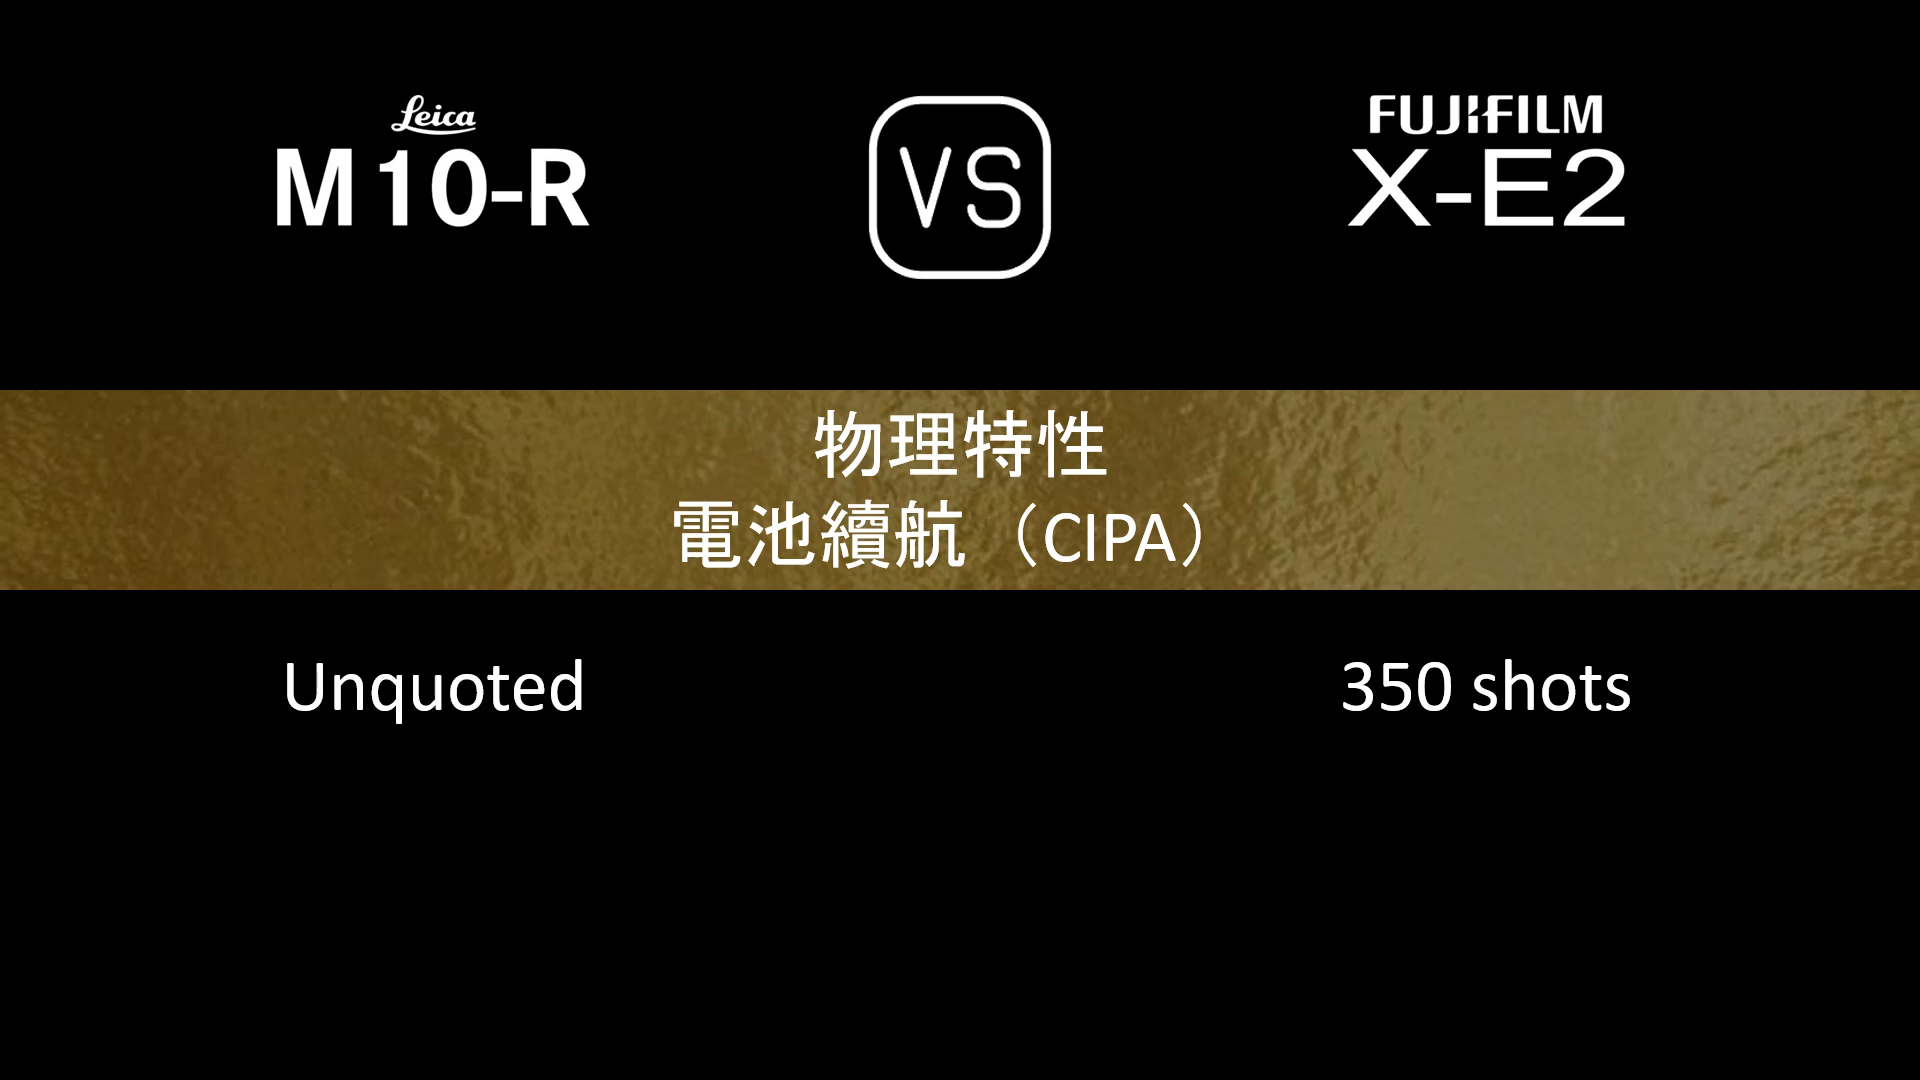 Leica
M10-R
VS
FUJIFILM
X-E2
物理特性
電池續航（CIPA）
Unquoted
350 shots